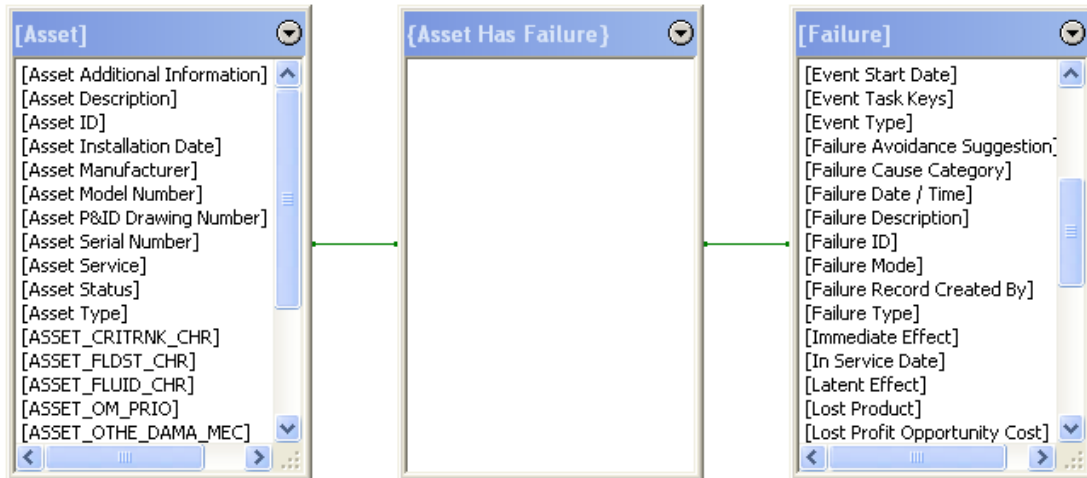 [Asset]
[Asset Additional Information]
[Asset Description]
[Asset ID]
[Asset Installation Date]
[Asset Manufacturer]
[Asset Model Number]
[Asset P&ID Drawing Number]
[Asset Serial Number]
[Asset Service]
[Asset Status]
[Asset Type]
[ASSET_CRITRNK_CHR]
[ASSET_FLDST_CHR]
[ASSET_FLUID_CHR]
[ASSET_OM_PRIO]
[ASSET_OTHE_DAMA_MEC]
{Asset Has Failure}
[Failure]
[Event Start Date]
[Event Task Keys]
[Event Type]
[Failure Avoidance Suggestion]
[Failure Cause Category]
[Failure Date / Time]
[Failure Description]
[Failure ID]
[Failure Mode]
[Failure Record Created By]
[Failure Type]
[Immediate Effect]
[In Service Date]
[Latent Effect]
[Lost Product]
[Lost Profit Opportunity Cost]